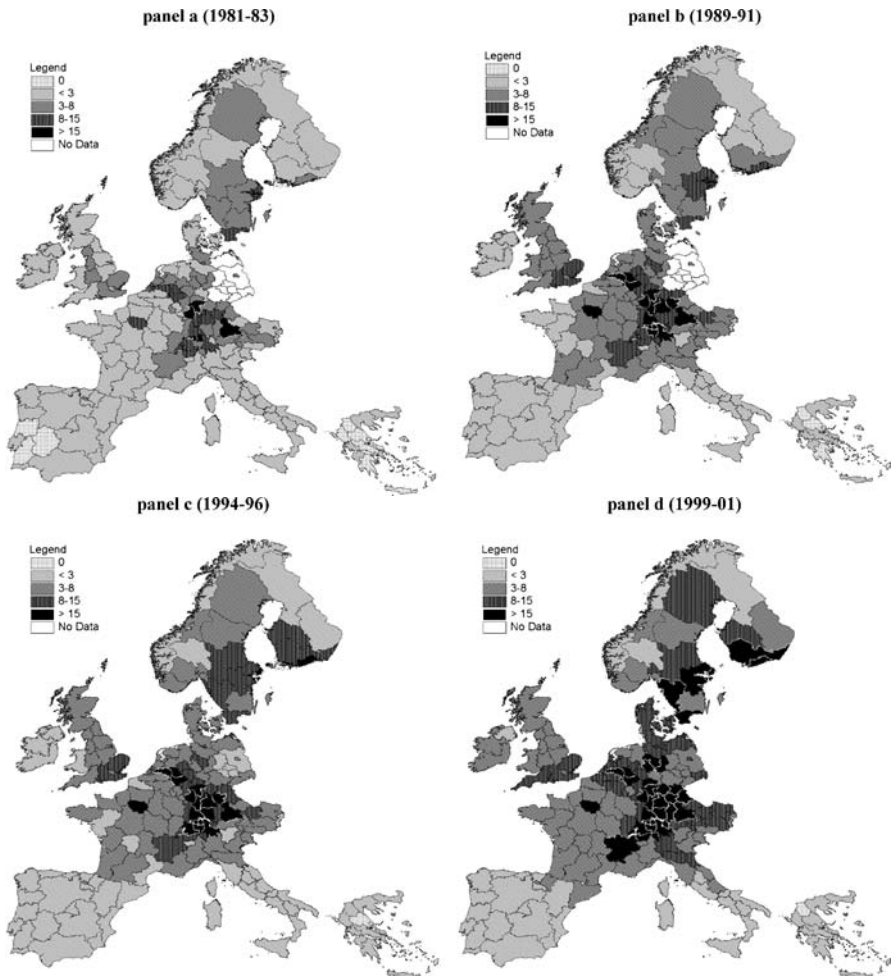 panel a (1981-83)
Legend
0
< 3
3-8
8-15
> 15
No Data
panel b (1989-91)
Legend
0
< 3
3-8
8-15
> 15
No Data
panel c (1994-96)
Legend
0
< 3
3-8
8-15
> 15
No Data
panel d (1999-01)
Legend
0
< 3
3-8
8-15
> 15
No Data